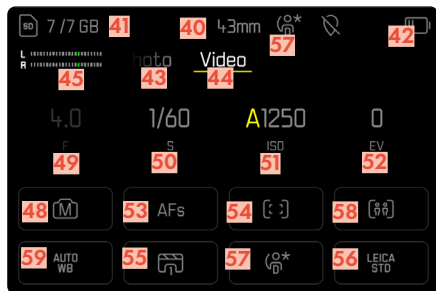 SD 7/7 GB 41 40 43mm 57 42
L
R 45 hoto 43 Video 44
4.0 1/60 A1250 0
F 49 S 50 ISO 51 EV 52
48 M 53 AFs 54 58
59 AUTO WB 55 57 56 LEICA STD